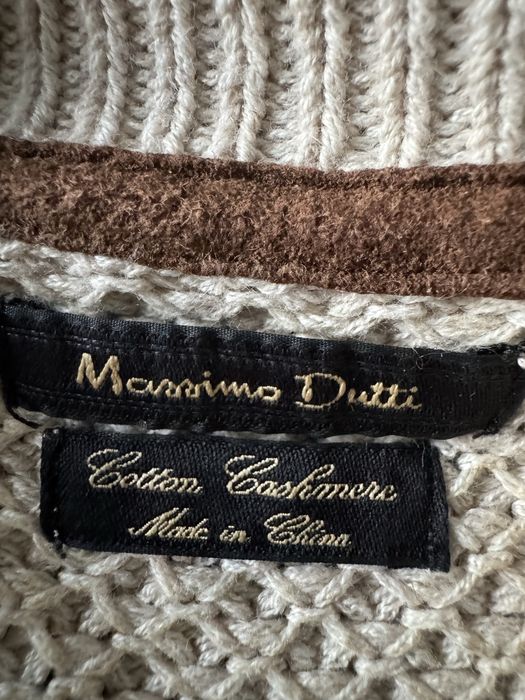 Massimo Dutti
Cotton Cashmere
Made in China